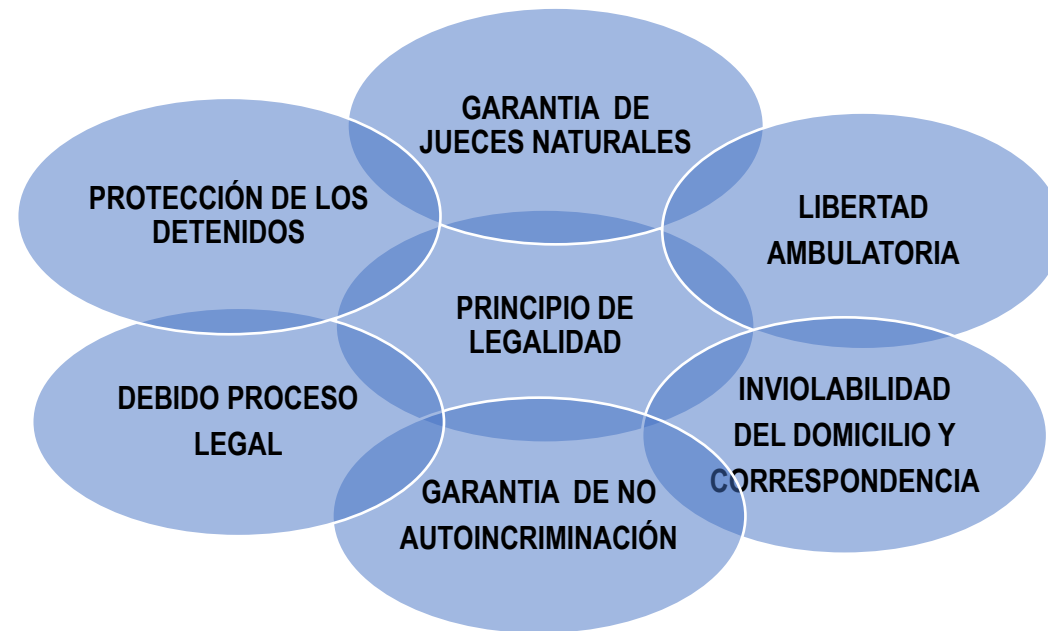 GARANTIA DE
JUECES NATURALES
PROTECCIÓN DE LOS
DETENIDOS
LIBERTAD
AMBULATORIA
PRINCIPIO DE
LEGALIDAD
DEBIDO PROCESO
LEGAL
INVIOLABILIDAD
DEL DOMICILIO Y
CORRESPONDENCIA
GARANTIA DE NO
AUTOINCRIMINACIÓN